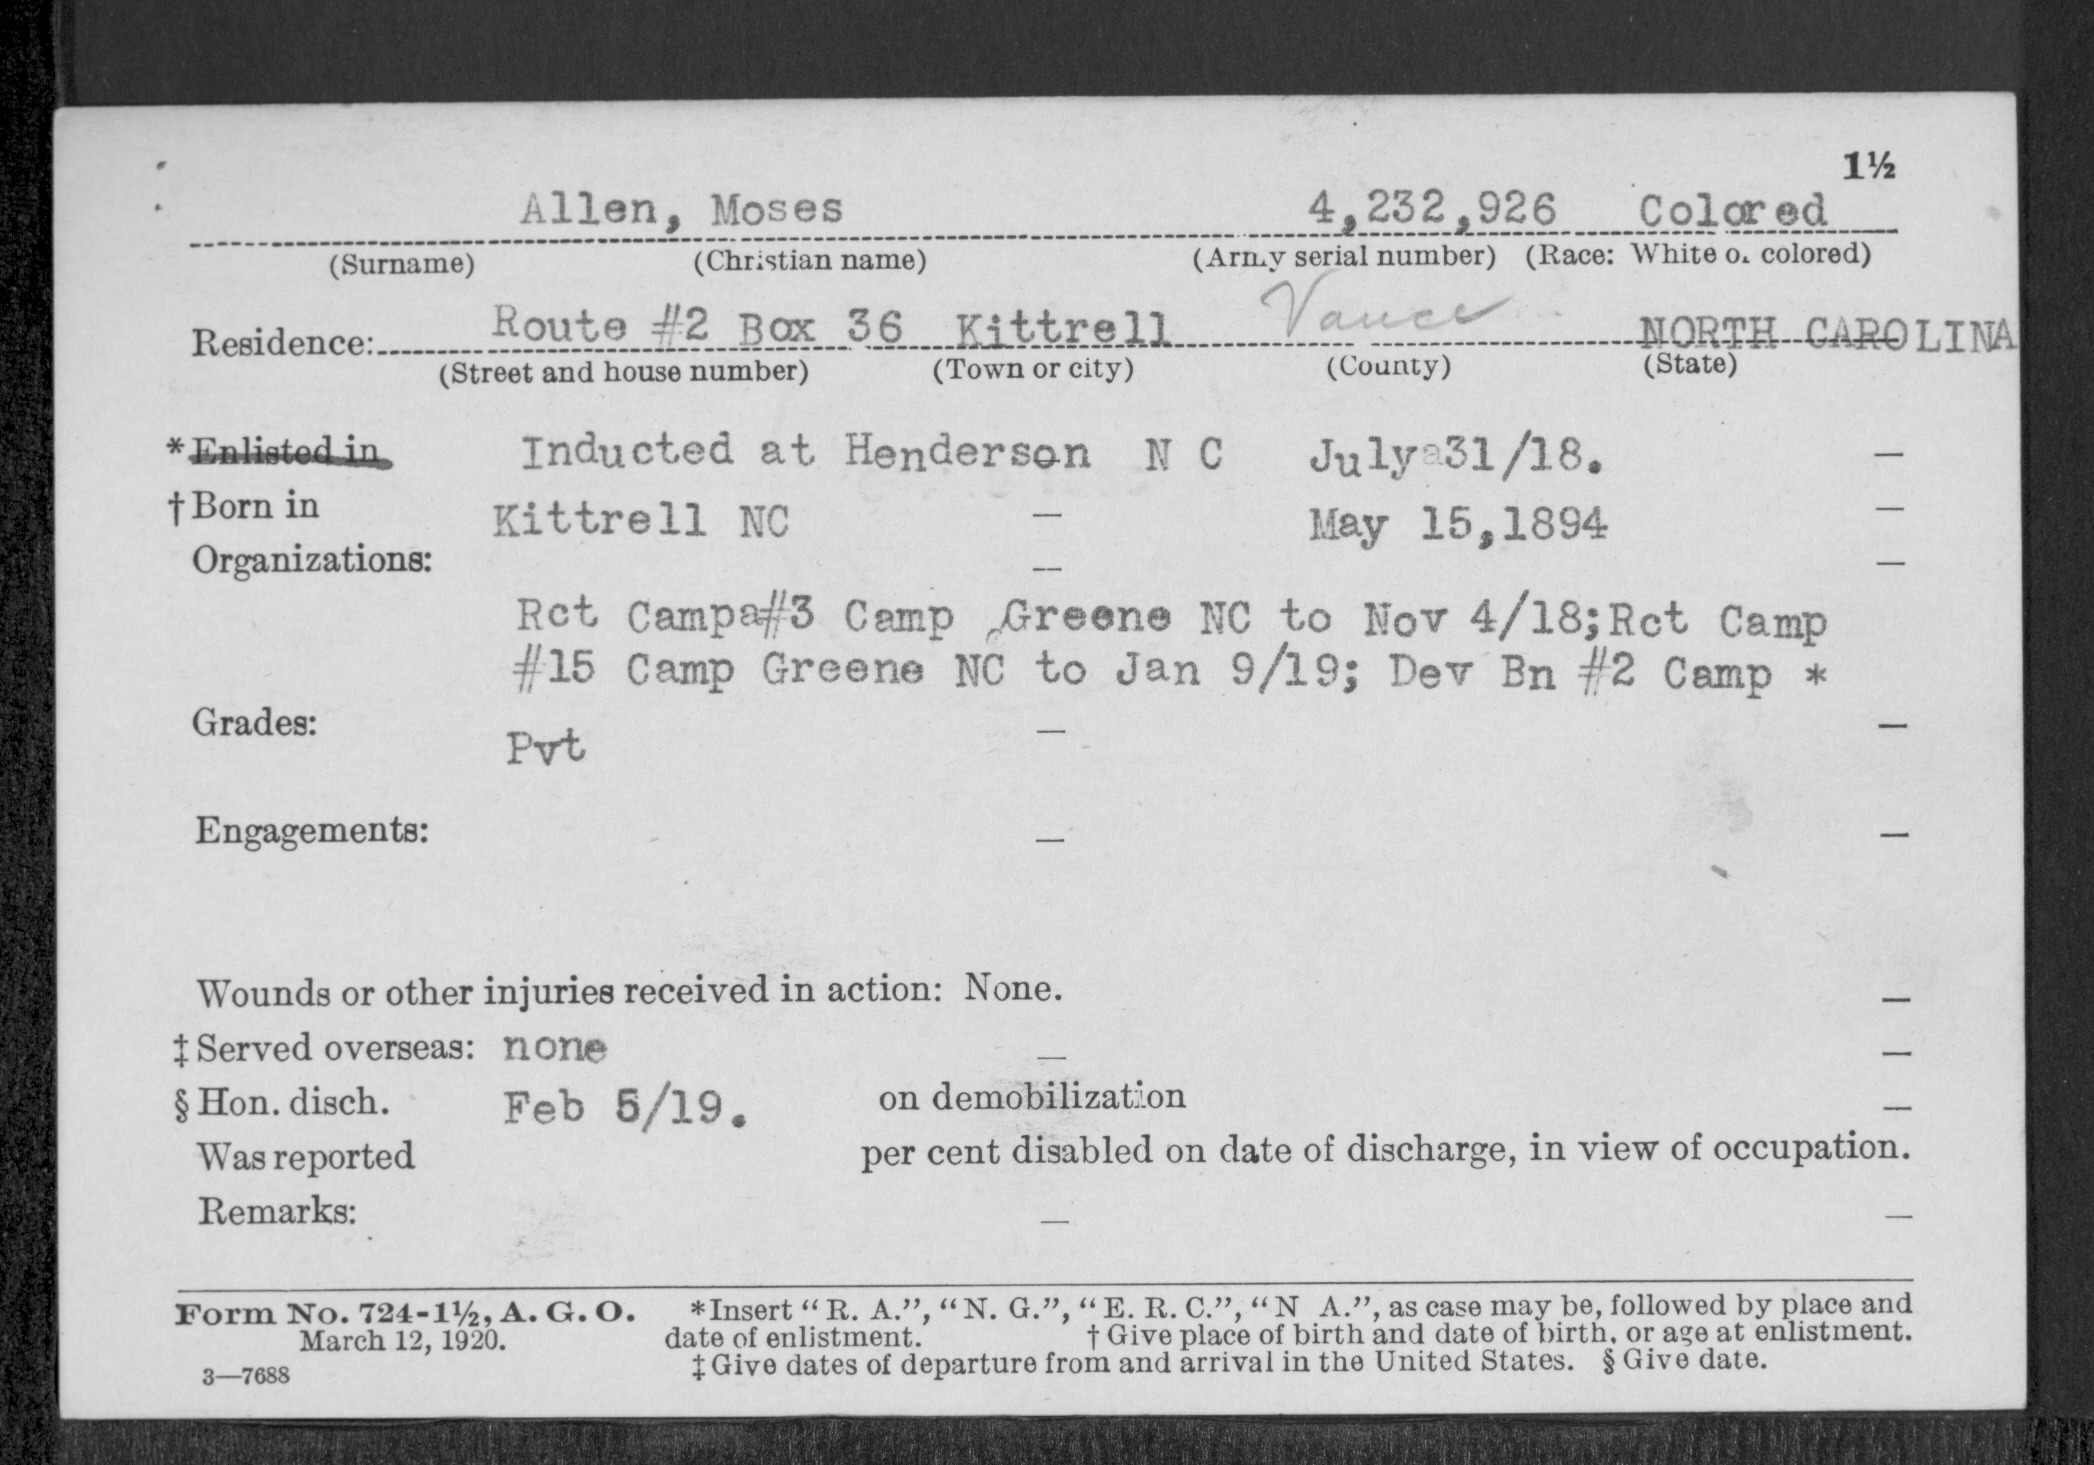 1½
Allen, Moses 4,232,926 Colored
(Surname) (Christian name) (Army serial number) (Race: White or colored)
Residence: Route #2 Box 36 Kittrell Vance NORTH CAROLINA
(Street and house number) (Town or city) (County) (State)
* Enlisted in Inducted at Henderson N C Julya31/18. —
† Born in Kittrell NC — May 15,1894 —
Organizations: — —
Rct Campa#3 Camp Greene NC to Nov 4/18;Rct Camp
#15 Camp Greene NC to Jan 9/19; Dev Bn #2 Camp *
Grades: Pvt — —
Engagements: — —
Wounds or other injuries received in action: None. —
‡ Served overseas: none — —
§ Hon. disch. Feb 5/19. on demobilization —
Was reported per cent disabled on date of discharge, in view of occupation.
Remarks: — —
Form No. 724-1½, A. G. O. *Insert “R. A.”, “N. G.”, “E. R. C.”, “N A.”, as case may be, followed by place and
March 12, 1920. date of enlistment. † Give place of birth and date of birth, or age at enlistment.
3—7688 ‡ Give dates of departure from and arrival in the United States. § Give date.